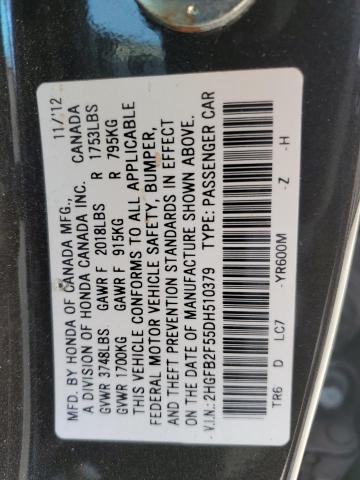 MFD. BY HONDA OF CANADA MFG., 11/'12
A DIVISION OF HONDA CANADA INC. CANADA
GVWR 3748LBS GAWR F 2018LBS R 1753LBS
GVWR 1700KG GAWR F 915KG R 795KG
THIS VEHICLE CONFORMS TO ALL APPLICABLE
FEDERAL MOTOR VEHICLE SAFETY, BUMPER,
AND THEFT PREVENTION STANDARDS IN EFFECT
ON THE DATE OF MANUFACTURE SHOWN ABOVE.
V.I.N.: 2HGFB2F55DH510379 TYPE: PASSENGER CAR
TR6 D LC7 -YR600M -Z -H